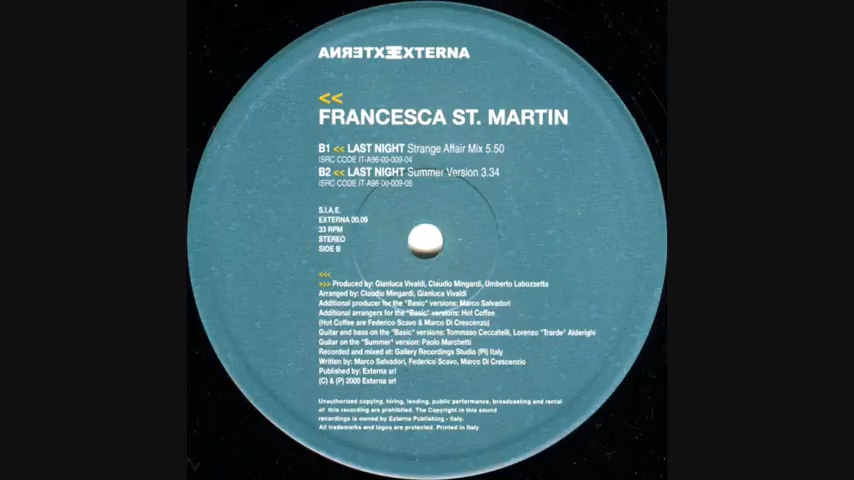 ANRETXEXTERNA
<<
FRANCESCA ST. MARTIN
B1 << LAST NIGHT Strange Affair Mix 5.50
ISRC CODE IT-A96-00-009-04
B2 << LAST NIGHT Summer Version 3.34
ISRC CODE IT-A96-00-009-05
S.I.A.E.
EXTERNA 00.09
33 RPM
STEREO
SIDE B
<<<
>>> Produced by: Gianluca Vivaldi, Claudio Mingardi, Umberto Labozzetta
Arranged by: Claudio Mingardi, Gianluca Vivaldi
Additional producer for the "Basic" versions: Marco Salvadori
Additional arrangers for the "Basic" versions: Hot Coffee
(Hot Coffee are Federico Scavo & Marco Di Crescenzo)
Guitar and bass on the "Basic" versions: Tommaso Ceccatelli, Lorenzo "Trarde" Alderighi
Guitar on the "Summer" version: Paolo Marchetti
Recorded and mixed at: Gallery Recordings Studio (PI) Italy
Written by: Marco Salvadori, Federico Scavo, Marco Di Crescenzo
Published by: Externa srl
(C) & (P) 2000 Externa srl
Unauthorized copying, hiring, lending, public performance, broadcasting and rental
of this recording are prohibited. The Copyright in this sound
recordings is owned by Externa Publishing - Italy.
All trademarks and logos are protected. Printed in Italy